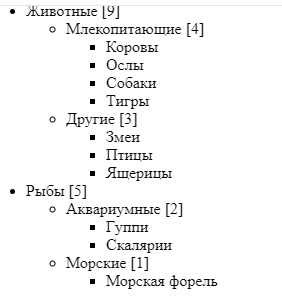 Животные [9]
Млекопитающие [4]
Коровы
Ослы
Собаки
Тигры
Другие [3]
Змеи
Птицы
Ящерицы
Рыбы [5]
Аквариумные [2]
Гуппи
Скалярии
Морские [1]
Морская форель